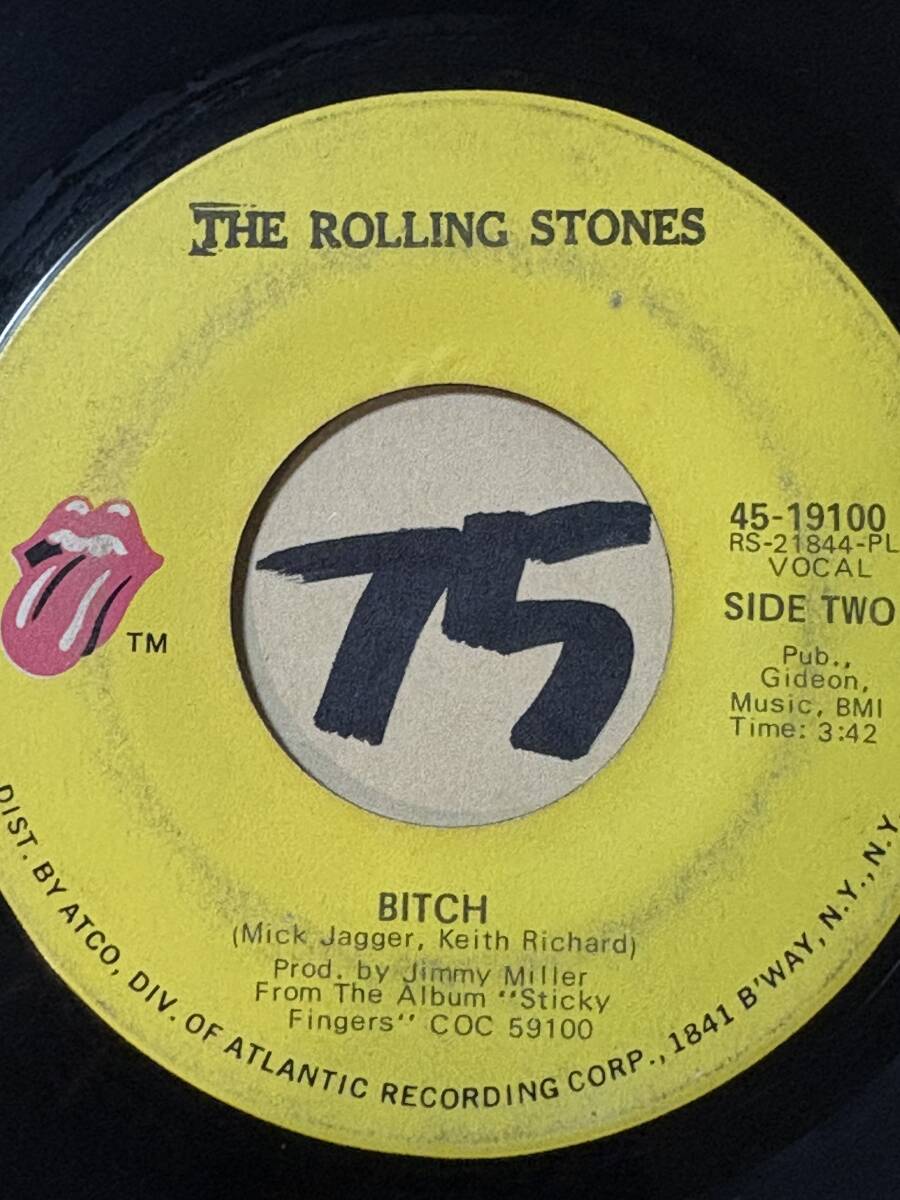 THE ROLLING STONES
TM
75
45-19100
RS-21844-PL
VOCAL
SIDE TWO
Pub.,
Gideon,
Music, BMI
Time: 3:42
BITCH
(Mick Jagger, Keith Richard)
Prod. by Jimmy Miller
From The Album "Sticky
Fingers" COC 59100
DIST. BY ATCO, DIV. OF ATLANTIC RECORDING CORP., 1841 B'WAY, N.Y., N.Y.